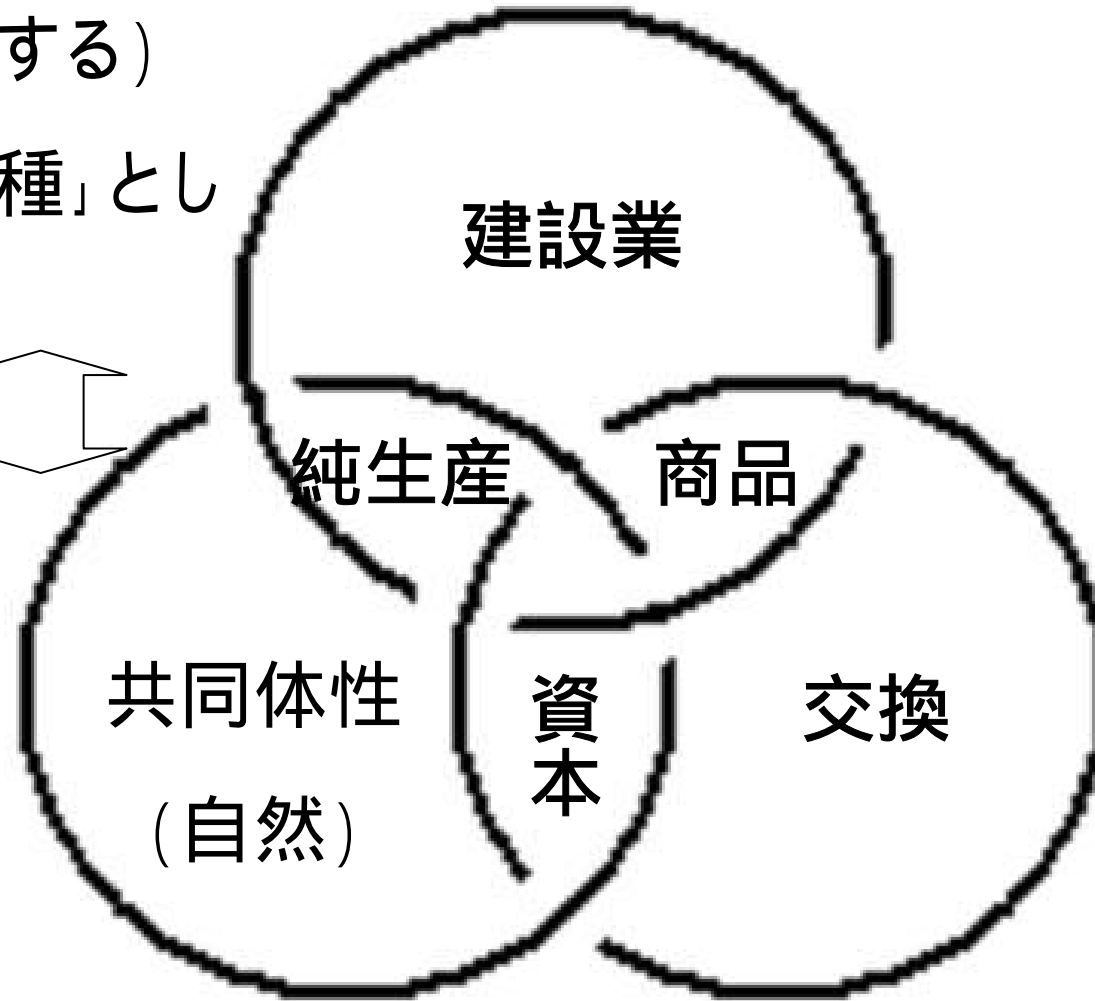 する)
種」とし
建設業
純生産
商品
共同体性
(自然)
資
本
交換